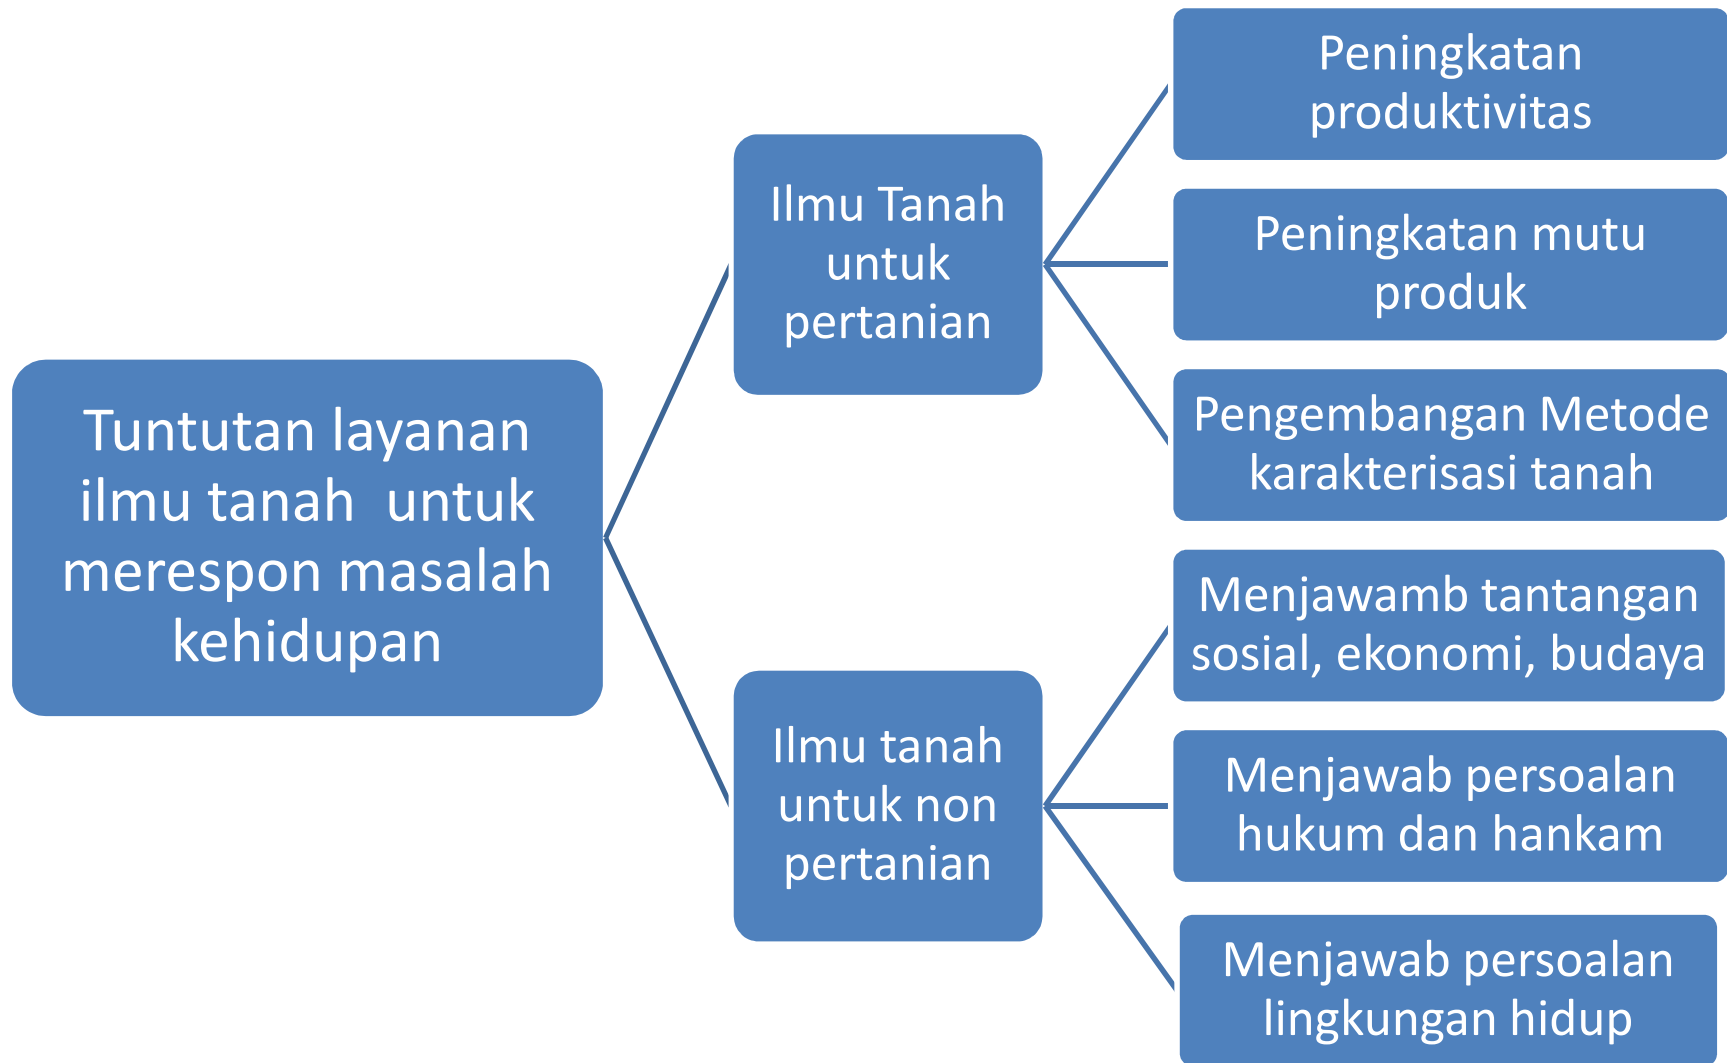 Tuntutan layanan
ilmu tanah  untuk
merespon masalah
kehidupan
Ilmu Tanah
untuk
pertanian
Peningkatan
produktivitas
Peningkatan mutu
produk
Pengembangan Metode
karakterisasi tanah
Ilmu tanah
untuk non
pertanian
Menjawamb tantangan
sosial, ekonomi, budaya
Menjawab persoalan
hukum dan hankam
Menjawab persoalan
lingkungan hidup